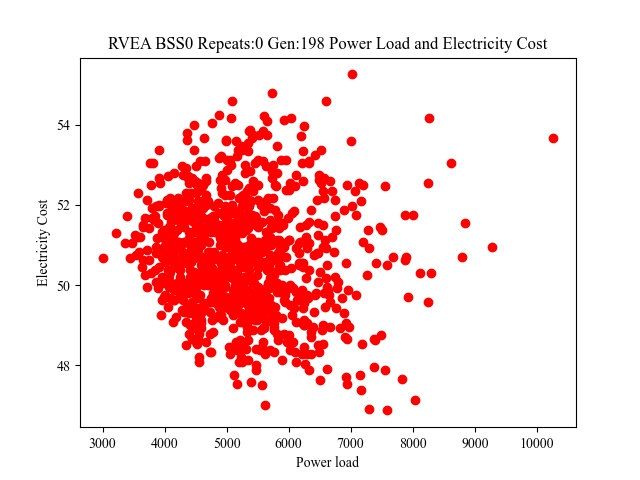 RVEA BSS0 Repeats:0 Gen:198 Power Load and Electricity Cost
54
52
50
48
Electricity Cost
3000 4000 5000 6000 7000 8000 9000 10000
Power load